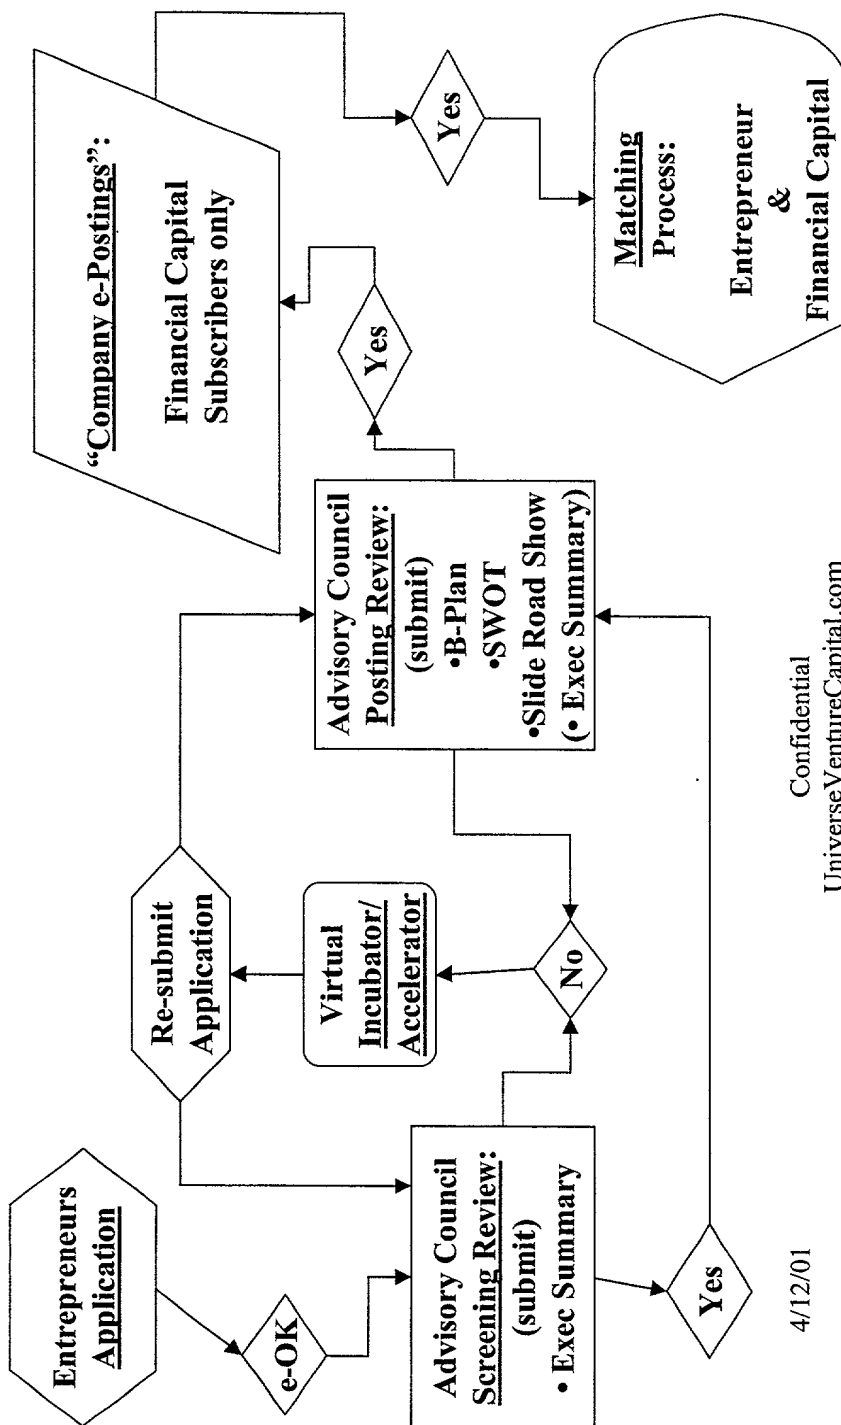 Entrepreneurs
Application
e-OK
Advisory Council
Screening Review:
(submit)
• Exec Summary
Yes
Re-submit
Application
Virtual
Incubator/
Accelerator
No
Advisory Council
Posting Review:
(submit)
•B-Plan
•SWOT
•Slide Road Show
(• Exec Summary)
Yes
“Company e-Postings”:
Financial Capital
Subscribers only
Yes
Matching
Process:
Entrepreneur
&
Financial Capital
4/12/01
Confidential
UniverseVentureCapital.com